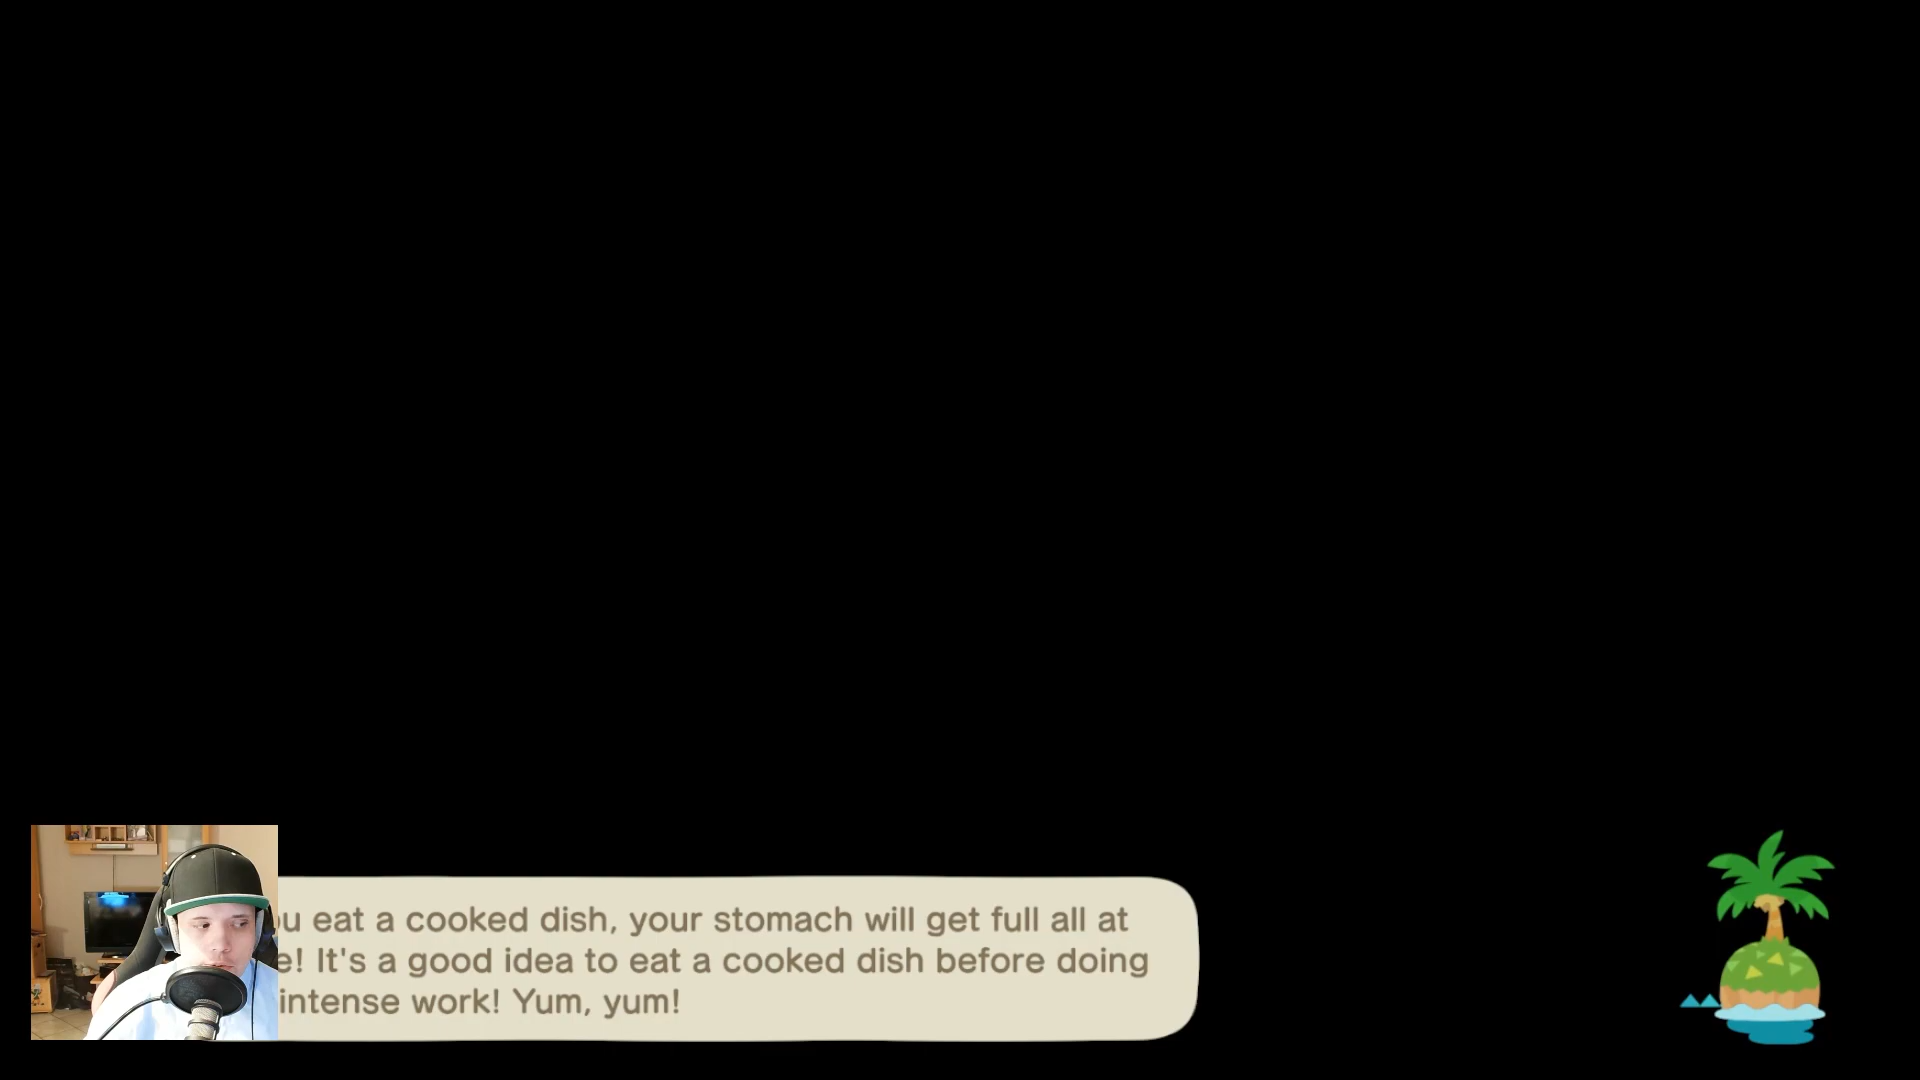 eat a cooked dish, your stomach will get full all at
It's a good idea to eat a cooked dish before doing
intense work! Yum, yum!